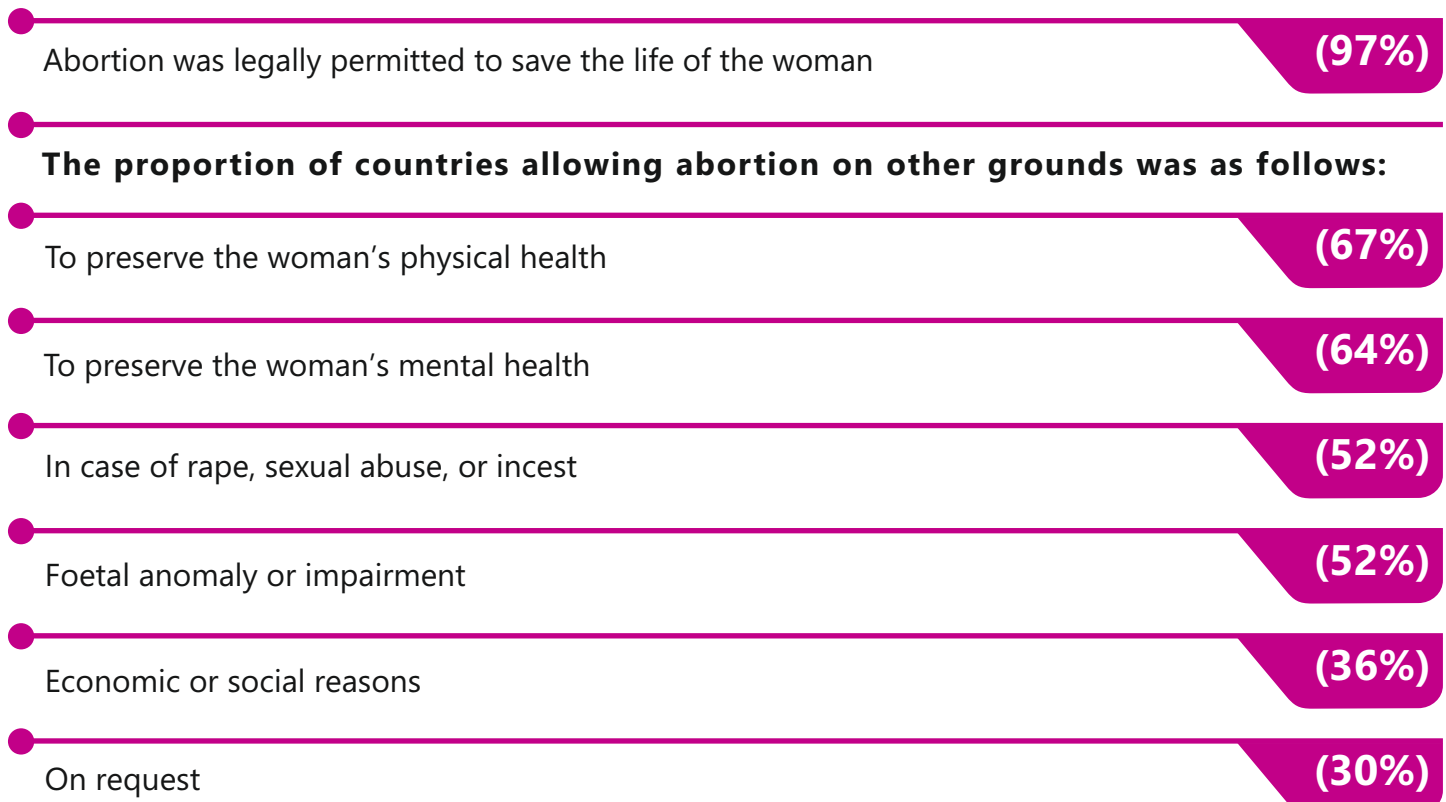 Abortion was legally permitted to save the life of the woman (97%)
The proportion of countries allowing abortion on other grounds was as follows:
To preserve the woman’s physical health (67%)
To preserve the woman’s mental health (64%)
In case of rape, sexual abuse, or incest (52%)
Foetal anomaly or impairment (52%)
Economic or social reasons (36%)
On request (30%)